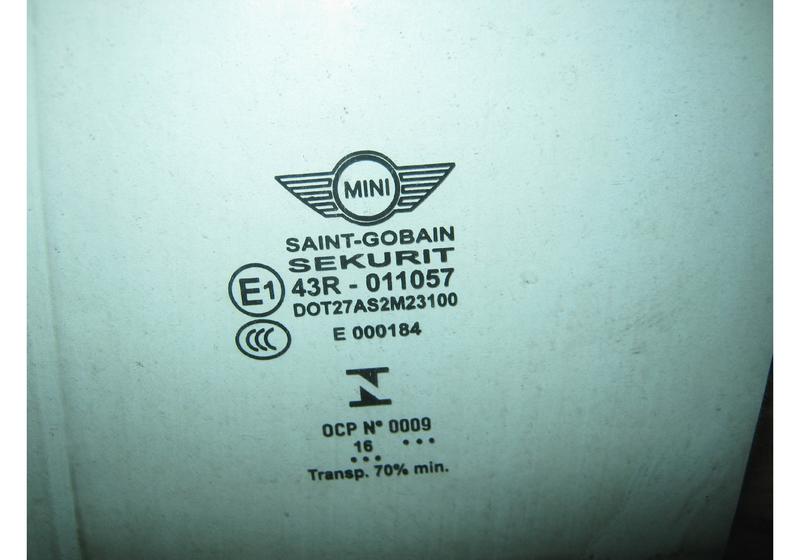 MINI
SAINT-GOBAIN
SEKURIT
E1 43R - 011057
DOT27AS2M23100
CCC E 000184
OCP Nº 0009
16 •••
•••
Transp. 70% min.